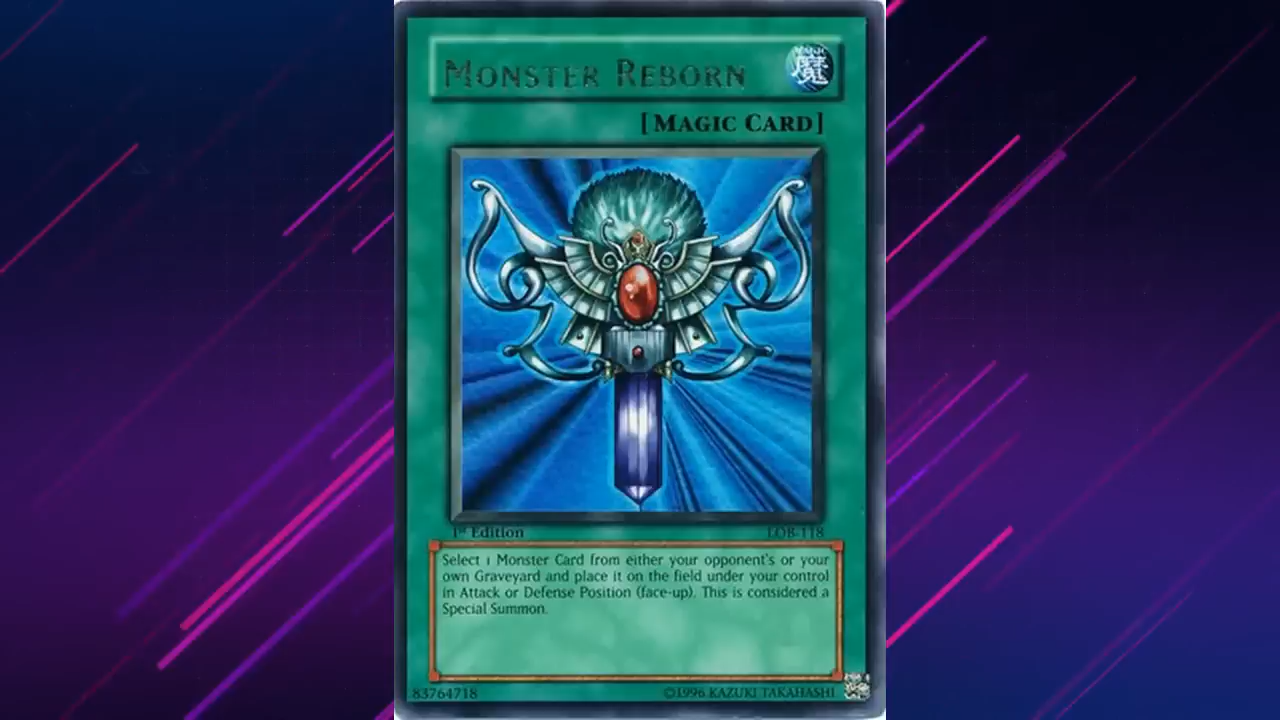 MONSTER REBORN
MAGIC
魔
[ MAGIC CARD ]
1st Edition
LOB-118
Select 1 Monster Card from either your opponent's or your
own Graveyard and place it on the field under your control
in Attack or Defense Position (face-up). This is considered a
Special Summon.
83764718
©1996 KAZUKI TAKAHASHI